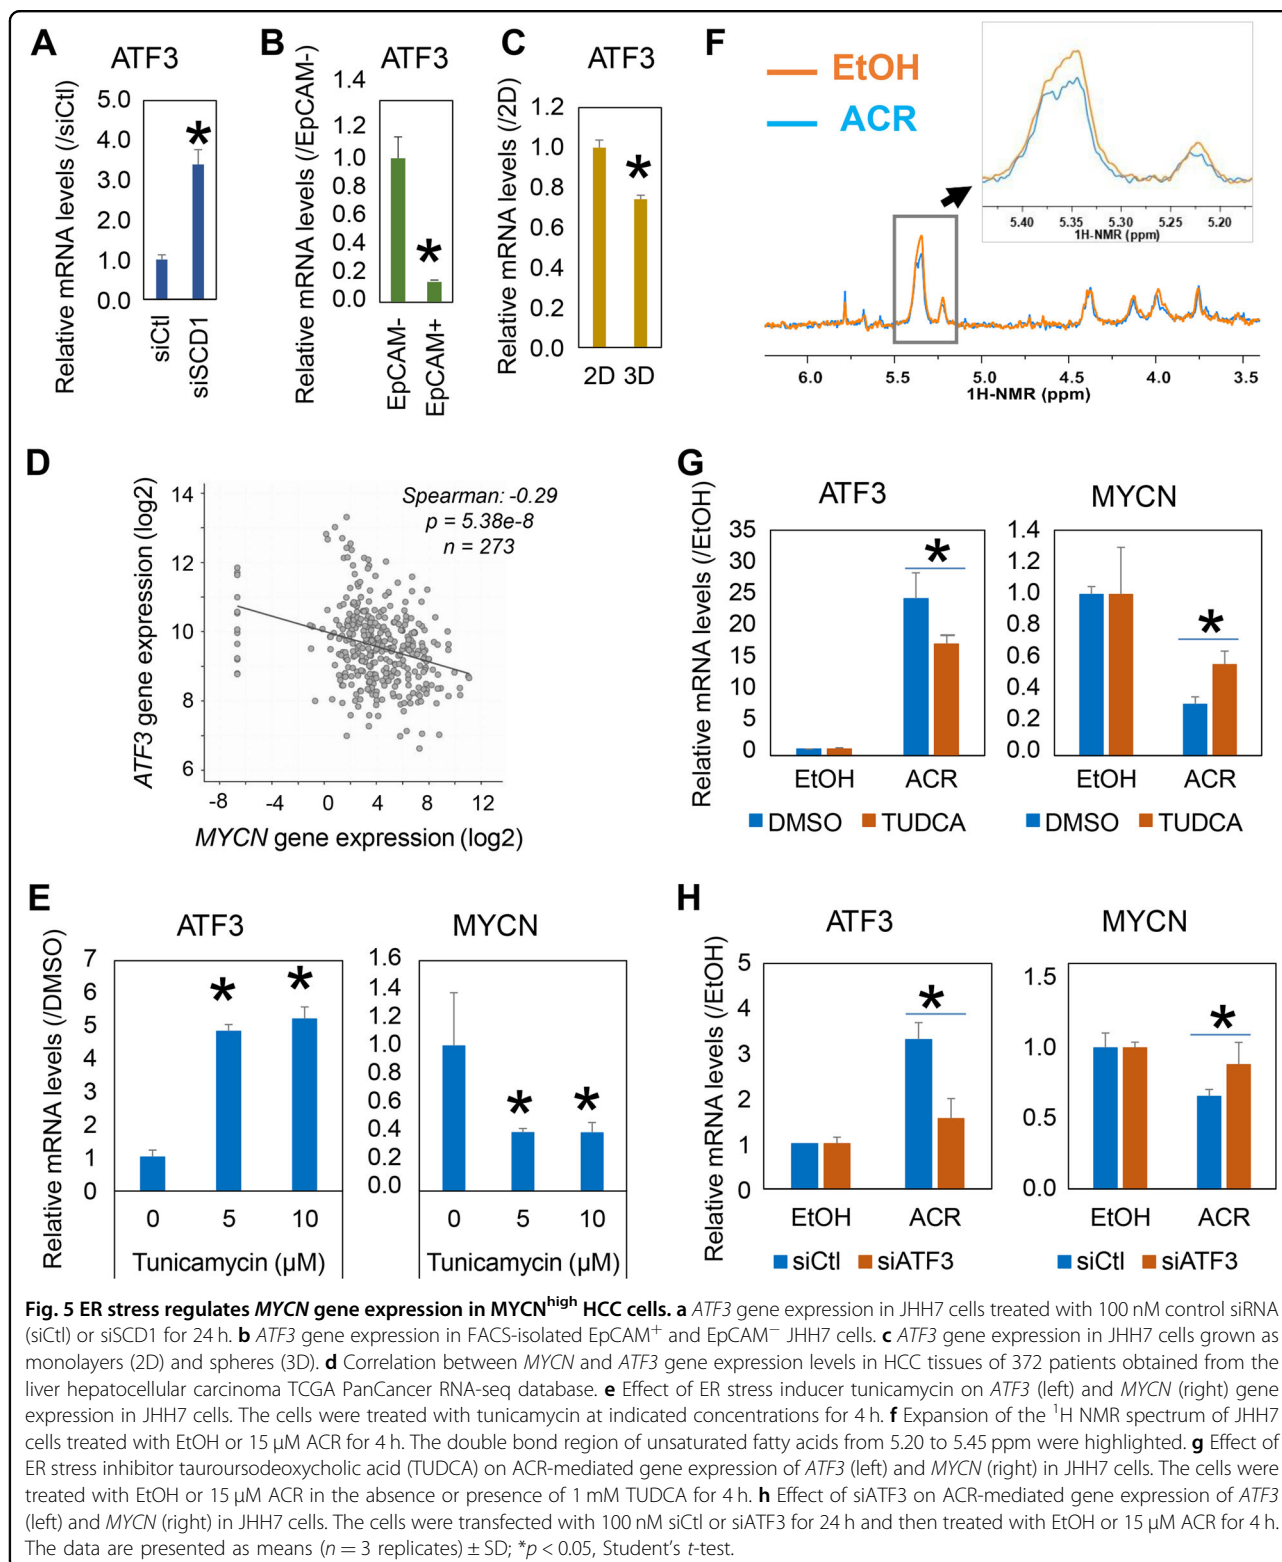 A
ATF3
Relative mRNA levels (/siCtl)
5.0
4.0
3.0
2.0
1.0
0.0
*
siCtl
siSCD1
B
ATF3
Relative mRNA levels (/EpCAM-)
1.4
1.2
1.0
0.8
0.6
0.4
0.2
0.0
*
EpCAM-
EpCAM+
C
ATF3
Relative mRNA levels (/2D)
1.2
1.0
0.8
0.6
0.4
0.2
0.0
*
2D 3D
F
EtOH
ACR
5.40 5.35 5.30 5.25 5.20
1H-NMR (ppm)
6.0 5.5 5.0 4.5 4.0 3.5
1H-NMR (ppm)
D
ATF3 gene expression (log2)
14
12
10
8
6
Spearman: -0.29
p = 5.38e-8
n = 273
-8 -4 0 4 8 12
MYCN gene expression (log2)
G
Relative mRNA levels (/EtOH)
ATF3
35
30
25
20
15
10
5
0
*
EtOH ACR
DMSO TUDCA
MYCN
1.4
1.2
1.0
0.8
0.6
0.4
0.2
0.0
*
EtOH ACR
DMSO TUDCA
E
Relative mRNA levels (/DMSO)
ATF3
7
6
5
4
3
2
1
0
* *
0 5 10
Tunicamycin (µM)
MYCN
1.6
1.4
1.2
1.0
0.8
0.6
0.4
0.2
0.0
* *
0 5 10
Tunicamycin (µM)
H
Relative mRNA levels (/EtOH)
ATF3
5
4
3
2
1
0
*
EtOH ACR
siCtl siATF3
MYCN
1.5
1.0
0.5
0.0
*
EtOH ACR
siCtl siATF3
Fig. 5 ER stress regulates MYCN gene expression in MYCN^high HCC cells. a ATF3 gene expression in JHH7 cells treated with 100 nM control siRNA
(siCtl) or siSCD1 for 24 h. b ATF3 gene expression in FACS-isolated EpCAM⁺ and EpCAM⁻ JHH7 cells. c ATF3 gene expression in JHH7 cells grown as
monolayers (2D) and spheres (3D). d Correlation between MYCN and ATF3 gene expression levels in HCC tissues of 372 patients obtained from the
liver hepatocellular carcinoma TCGA PanCancer RNA-seq database. e Effect of ER stress inducer tunicamycin on ATF3 (left) and MYCN (right) gene
expression in JHH7 cells. The cells were treated with tunicamycin at indicated concentrations for 4 h. f Expansion of the ¹H NMR spectrum of JHH7
cells treated with EtOH or 15 µM ACR for 4 h. The double bond region of unsaturated fatty acids from 5.20 to 5.45 ppm were highlighted. g Effect of
ER stress inhibitor tauroursodeoxycholic acid (TUDCA) on ACR-mediated gene expression of ATF3 (left) and MYCN (right) in JHH7 cells. The cells were
treated with EtOH or 15 µM ACR in the absence or presence of 1 mM TUDCA for 4 h. h Effect of siATF3 on ACR-mediated gene expression of ATF3
(left) and MYCN (right) in JHH7 cells. The cells were transfected with 100 nM siCtl or siATF3 for 24 h and then treated with EtOH or 15 µM ACR for 4 h.
The data are presented as means (n = 3 replicates) ± SD; *p < 0.05, Student's t-test.